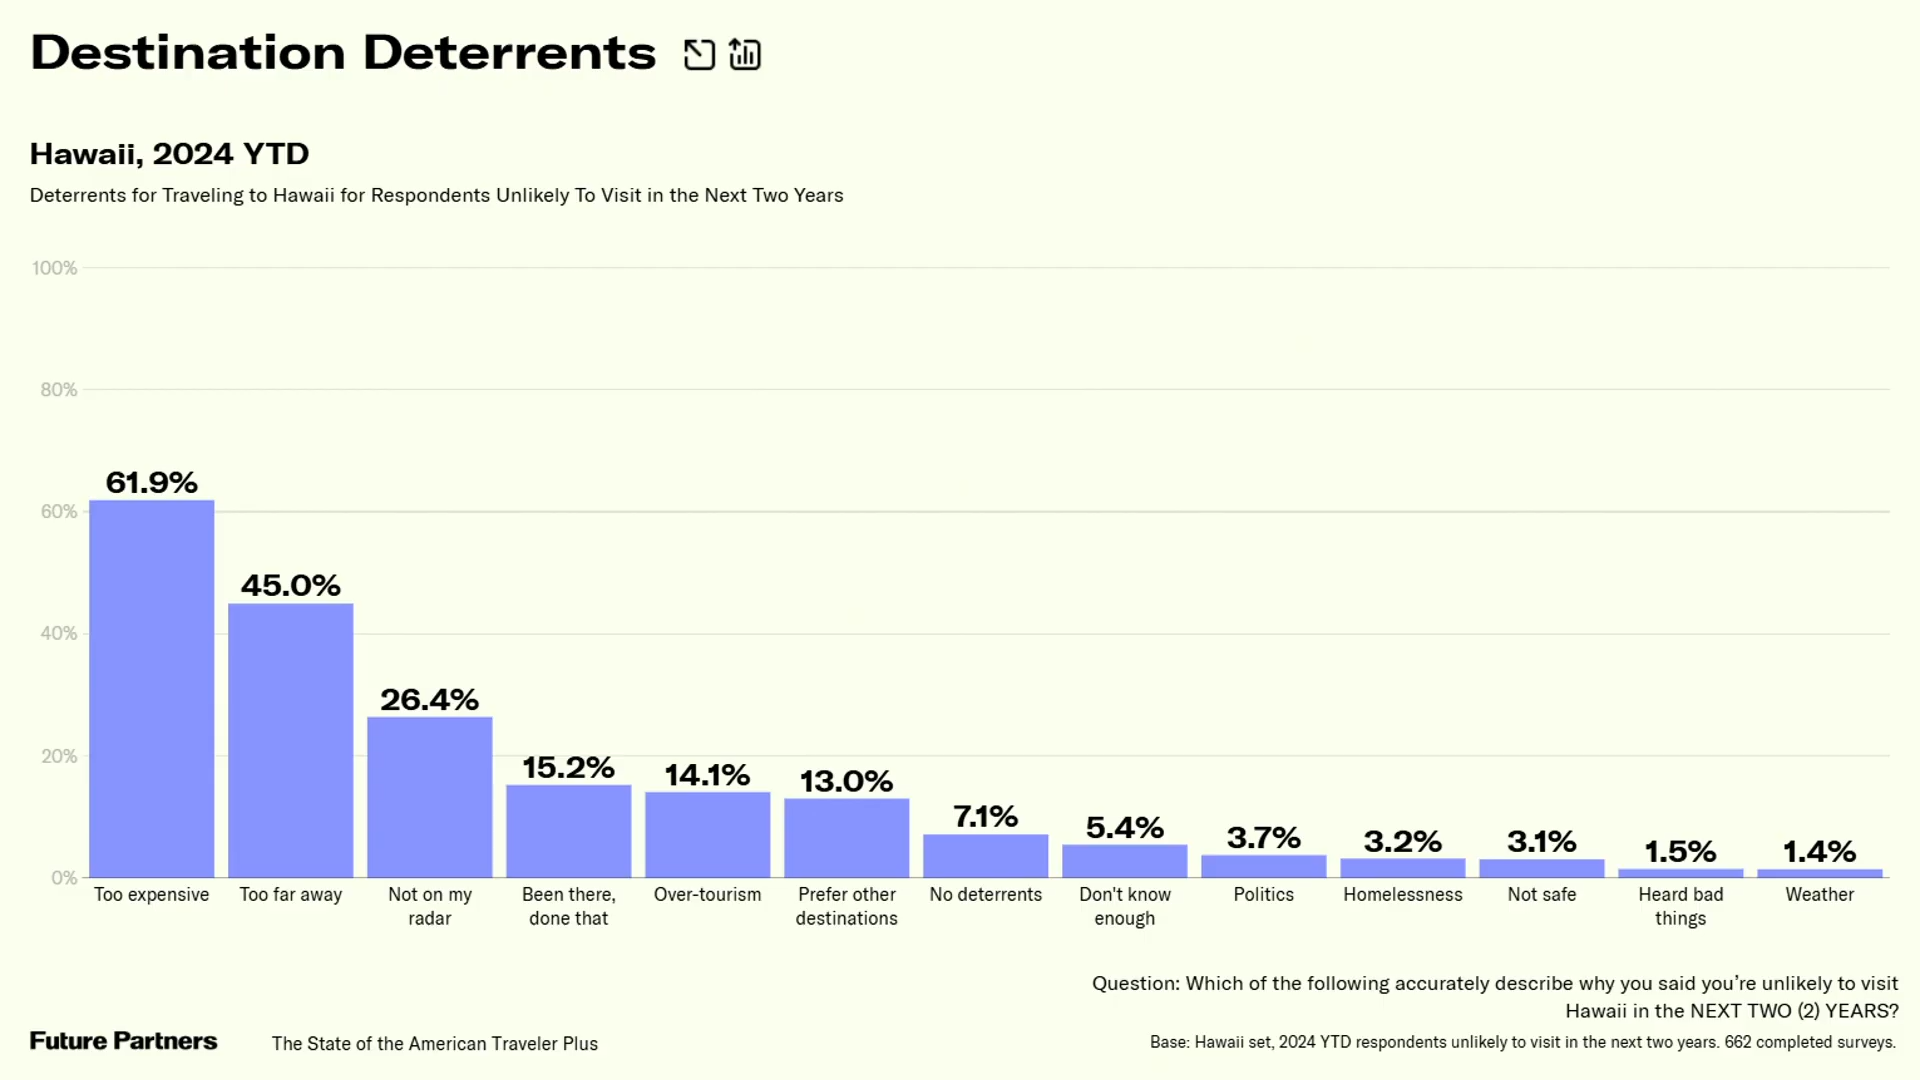 Destination Deterrents
Hawaii, 2024 YTD
Deterrents for Traveling to Hawaii for Respondents Unlikely To Visit in the Next Two Years
100%
80%
60%
40%
20%
0%
61.9%
45.0%
26.4%
15.2%
14.1%
13.0%
7.1%
5.4%
3.7%
3.2%
3.1%
1.5%
1.4%
Too expensive
Too far away
Not on my
radar
Been there,
done that
Over-tourism
Prefer other
destinations
No deterrents
Don't know
enough
Politics
Homelessness
Not safe
Heard bad
things
Weather
Question: Which of the following accurately describe why you said you’re unlikely to visit
Hawaii in the NEXT TWO (2) YEARS?
Future Partners
The State of the American Traveler Plus
Base: Hawaii set, 2024 YTD respondents unlikely to visit in the next two years. 662 completed surveys.